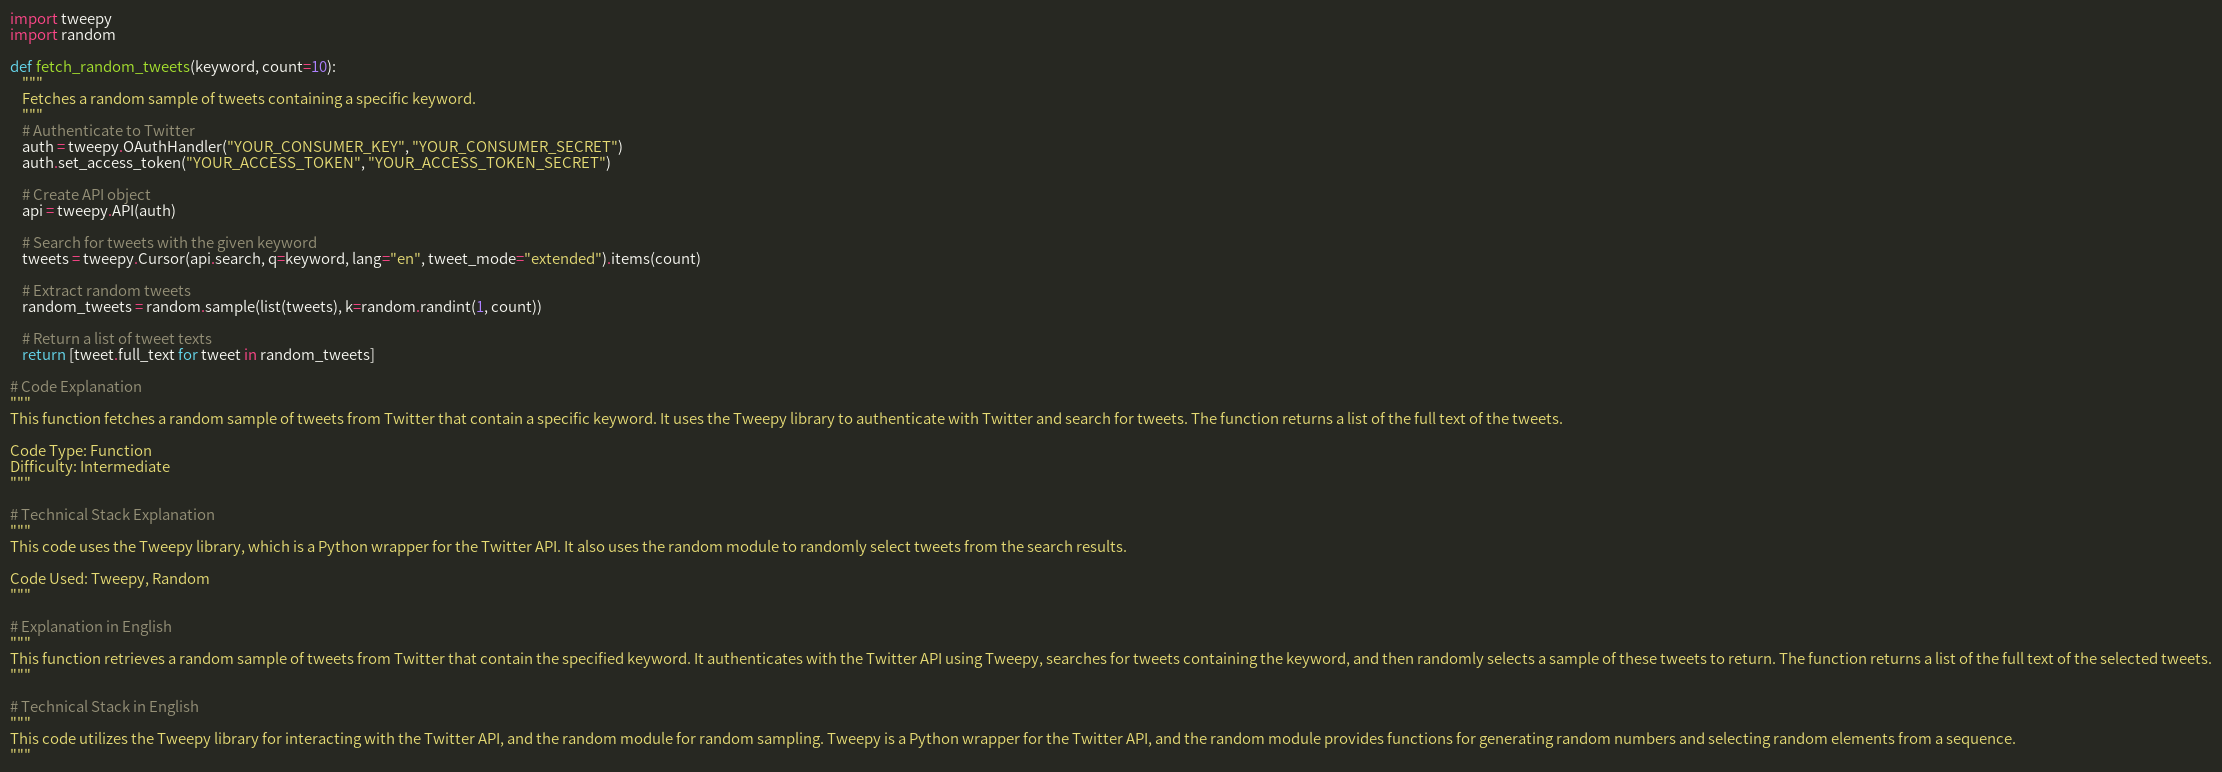 import tweepy
import random
def fetch_random_tweets(keyword, count=10):
"""
Fetches a random sample of tweets containing a specific keyword.
"""
# Authenticate to Twitter
auth = tweepy.OAuthHandler("YOUR_CONSUMER_KEY", "YOUR_CONSUMER_SECRET")
auth.set_access_token("YOUR_ACCESS_TOKEN", "YOUR_ACCESS_TOKEN_SECRET")
# Create API object
api = tweepy.API(auth)
# Search for tweets with the given keyword
tweets = tweepy.Cursor(api.search, q=keyword, lang="en", tweet_mode="extended").items(count)
# Extract random tweets
random_tweets = random.sample(list(tweets), k=random.randint(1, count))
# Return a list of tweet texts
return [tweet.full_text for tweet in random_tweets]
# Code Explanation
"""
This function fetches a random sample of tweets from Twitter that contain a specific keyword. It uses the Tweepy library to authenticate with Twitter and search for tweets. The function returns a list of the full text of the tweets.
Code Type: Function
Difficulty: Intermediate
"""
# Technical Stack Explanation
"""
This code uses the Tweepy library, which is a Python wrapper for the Twitter API. It also uses the random module to randomly select tweets from the search results.
Code Used: Tweepy, Random
"""
# Explanation in English
"""
This function retrieves a random sample of tweets from Twitter that contain the specified keyword. It authenticates with the Twitter API using Tweepy, searches for tweets containing the keyword, and then randomly selects a sample of these tweets to return. The function returns a list of the full text of the selected tweets.
"""
# Technical Stack in English
"""
This code utilizes the Tweepy library for interacting with the Twitter API, and the random module for random sampling. Tweepy is a Python wrapper for the Twitter API, and the random module provides functions for generating random numbers and selecting random elements from a sequence.
"""